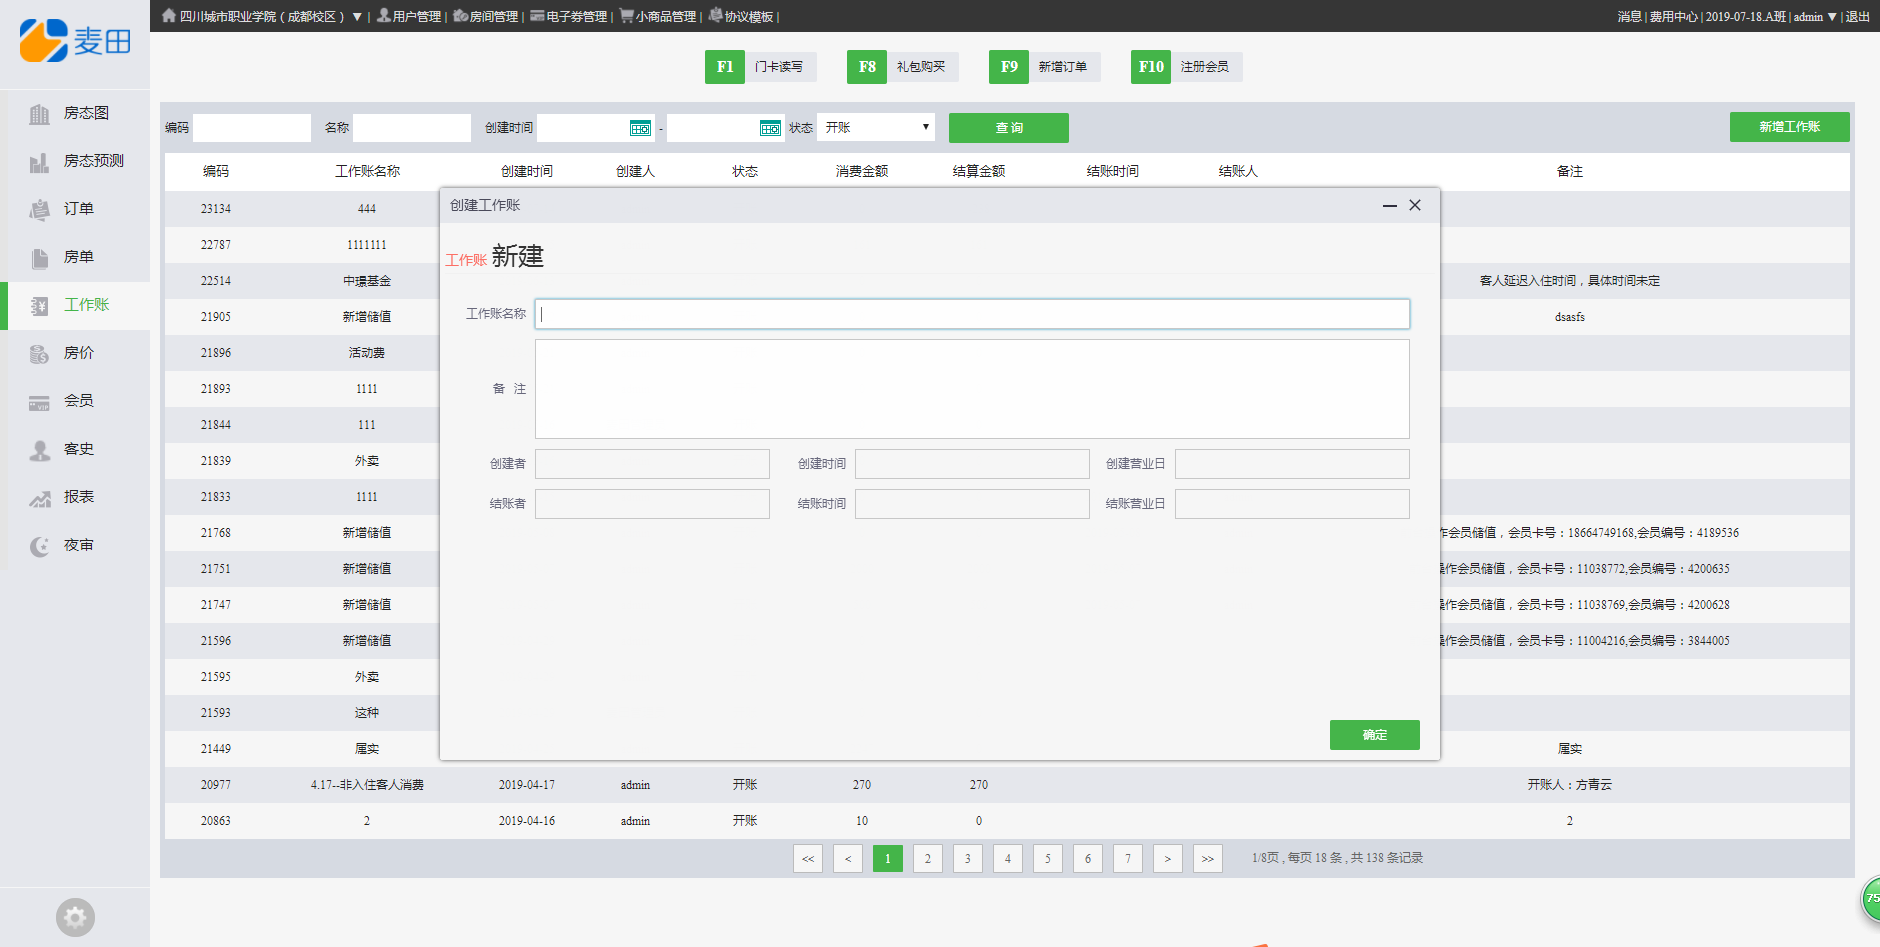 四川城市职业学院（成都校区） ▼ | 用户管理 | 房间管理 | 电子券管理 | 小商品管理 | 协议模板 |
消息 | 费用中心 | 2019-07-18.A班 | admin ▼ | 退出
麦田
F1 门卡读写 F8 礼包购买 F9 新增订单 F10 注册会员
房态图
房态预测
订单
房单
工作账
房价
会员
客史
报表
夜审
编码 名称 创建时间 - 状态 开账 查 询 新增工作账
编码 工作账名称 创建时间 创建人 状态 消费金额 结算金额 结账时间 结账人 备注
23134 444
22787 1111111
22514 中璟基金 客人延迟入住时间，具体时间未定
21905 新增储值 dsasfs
21896 活动费
21893 1111
21844 111
21839 外卖
21833 1111
21768 新增储值 作会员储值，会员卡号：18664749168,会员编号：4189536
21751 新增储值 操作会员储值，会员卡号：11038772,会员编号：4200635
21747 新增储值 操作会员储值，会员卡号：11038769,会员编号：4200628
21596 新增储值 操作会员储值，会员卡号：11004216,会员编号：3844005
21595 外卖
21593 这种
21449 属实 属实
20977 4.17--非入住客人消费 2019-04-17 admin 开账 270 270 开账人：方青云
20863 2 2019-04-16 admin 开账 10 0 2
创建工作账
工作账 新建
工作账名称
备 注
创建者 创建时间 创建营业日
结账者 结账时间 结账营业日
确定
<< < 1 2 3 4 5 6 7 > >> 1/8页 , 每页 18 条 , 共 138 条记录
75